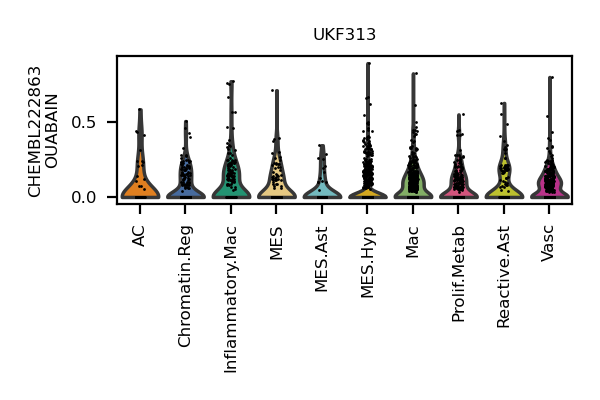 UKF313
CHEMBL222863
OUABAIN
0.5
0.0
AC
Chromatin.Reg
Inflammatory.Mac
MES
MES.Ast
MES.Hyp
Mac
Prolif.Metab
Reactive.Ast
Vasc